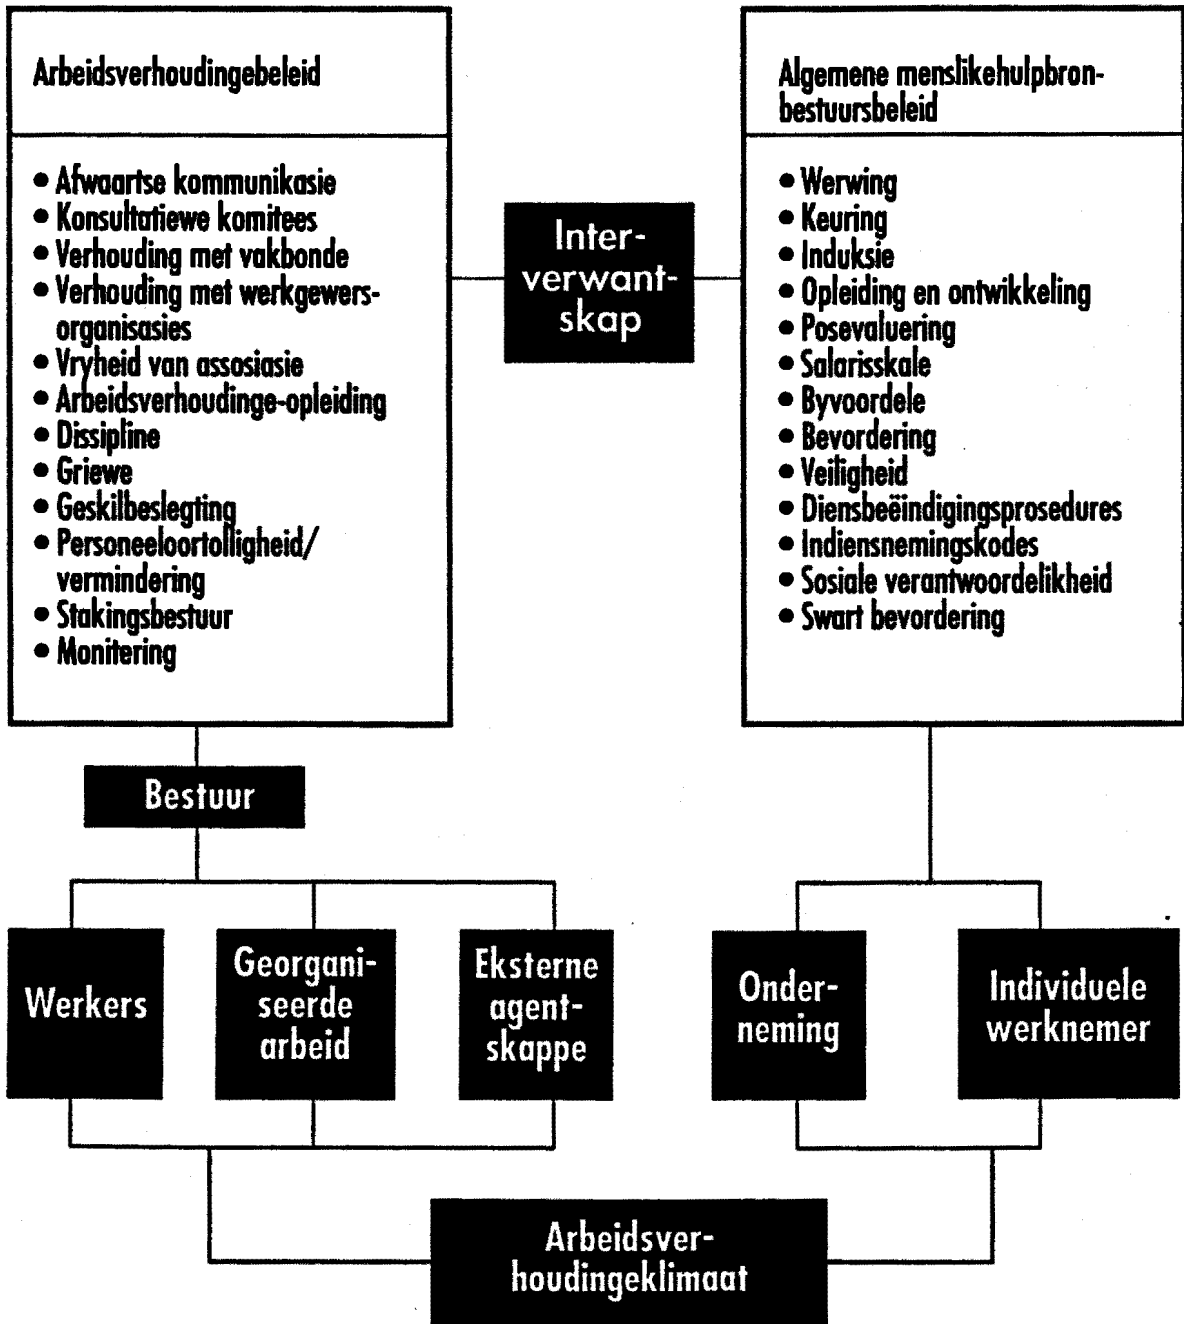 Arbeidsverhoudingebeleid
• Afwaartse kommunikasie
• Konsultatiewe komitees
• Verhouding met vakbonde
• Verhouding met werkgewers-
organisasies
• Vryheid van assosiasie
• Arbeidsverhoudinge-opleiding
• Dissipline
• Griewe
• Geskilbeslegting
• Personeeloortolligheid/
vermindering
• Stakingsbestuur
• Monitering
Inter-
verwant-
skap
Algemene menslikehulpbron-
bestuursbeleid
• Werwing
• Keuring
• Induksie
• Opleiding en ontwikkeling
• Posevaluering
• Salarisskale
• Byvoordele
• Bevordering
• Veiligheid
• Diensbeëindigingsprosedures
• Indiensnemingskodes
• Sosiale verantwoordelikheid
• Swart bevordering
Bestuur
Werkers
Georgani-
seerde
arbeid
Eksterne
agent-
skappe
Onder-
neming
Individuele
werknemer
Arbeidsver-
houdingeklimaat